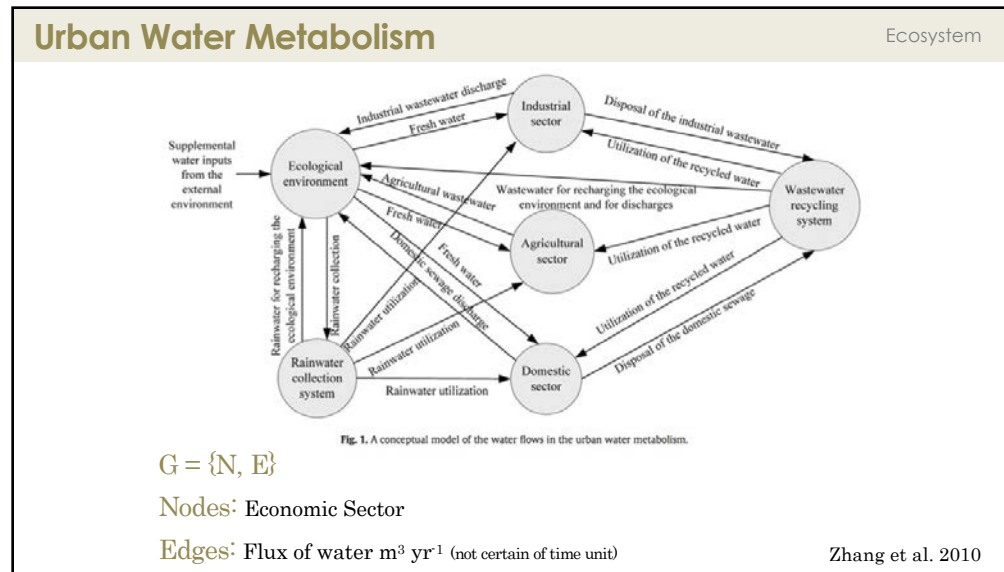 Urban Water Metabolism
Ecosystem
Industrial wastewater discharge
Fresh water
Industrial
sector
Disposal of the industrial wastewater
Utilization of the recycled water
Supplemental
water inputs
from the
external
environment
Ecological
environment
Agricultural wastewater
Fresh water
Wastewater for recharging the ecological
environment and for discharges
Wastewater
recycling
system
Agricultural
sector
Utilization of the recycled water
Rainwater for recharging the
ecological environment
Rainwater collection
Fresh water
Domestic sewage discharge
Rainwater utilization
Rainwater utilization
Utilization of the recycled water
Disposal of the domestic sewage
Rainwater
collection
system
Rainwater utilization
Domestic
sector
Fig. 1. A conceptual model of the water flows in the urban water metabolism.
G = {N, E}
Nodes: Economic Sector
Edges: Flux of water m³ yr⁻¹ (not certain of time unit)
Zhang et al. 2010